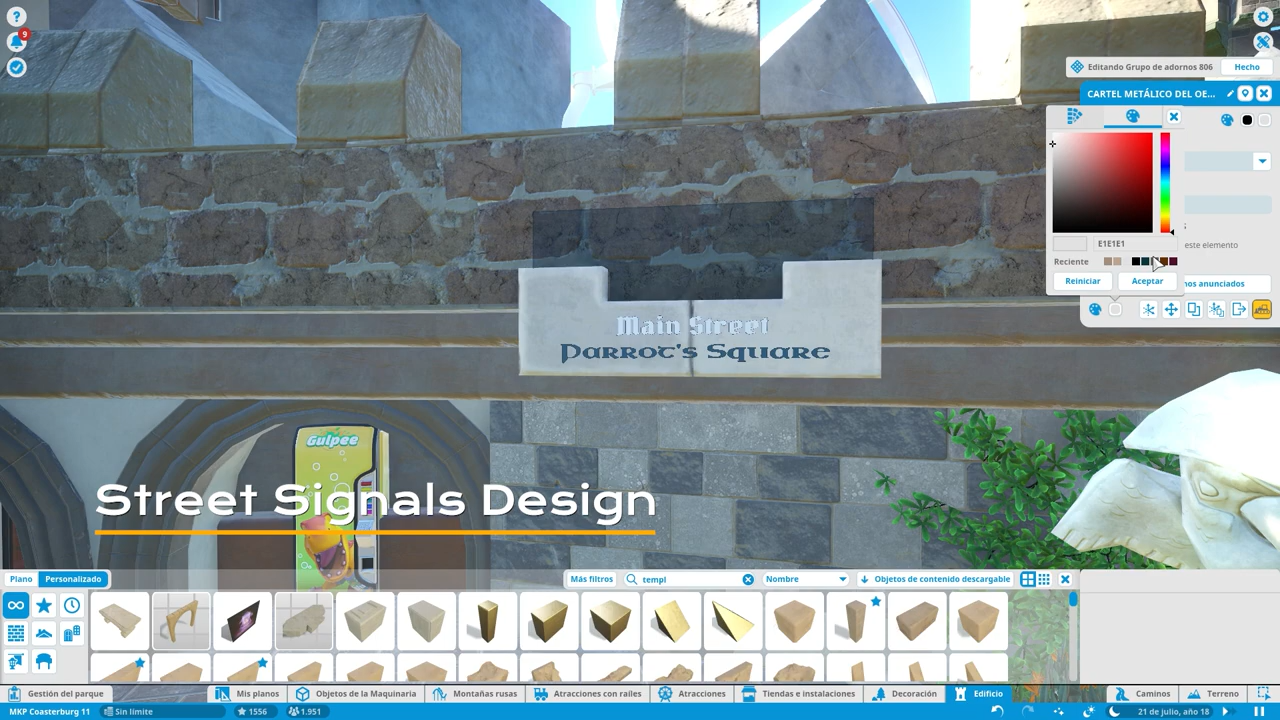 9
Editando Grupo de adornos 806
Hecho
CARTEL METÁLICO DEL OE...
E1E1E1
este elemento
Reciente
Reiniciar
Aceptar
nos anunciados
Main Street
Parrot's Square
Gulpee
Street Signals Design
Plano
Personalizado
Más filtros
templ
Nombre
Objetos de contenido descargable
Gestión del parque
Mis planos
Objetos de la Maquinaria
Montañas rusas
Atracciones con raíles
Atracciones
Tiendas e instalaciones
Decoración
Edificio
Caminos
Terreno
MKP Coasterburg 11
Sin límite
1556
1.951
21 de julio, año 18